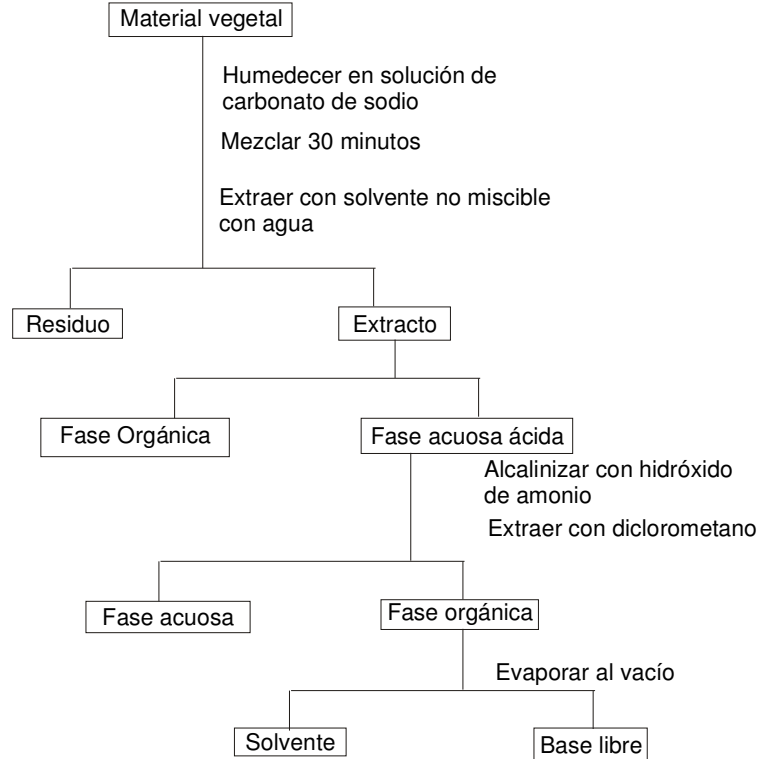 Material vegetal
Humedecer en solución de
carbonato de sodio
Mezclar 30 minutos
Extraer con solvente no miscible
con agua
Residuo
Extracto
Fase Orgánica
Fase acuosa ácida
Alcalinizar con hidróxido
de amonio
Extraer con diclorometano
Fase acuosa
Fase orgánica
Evaporar al vacío
Solvente
Base libre